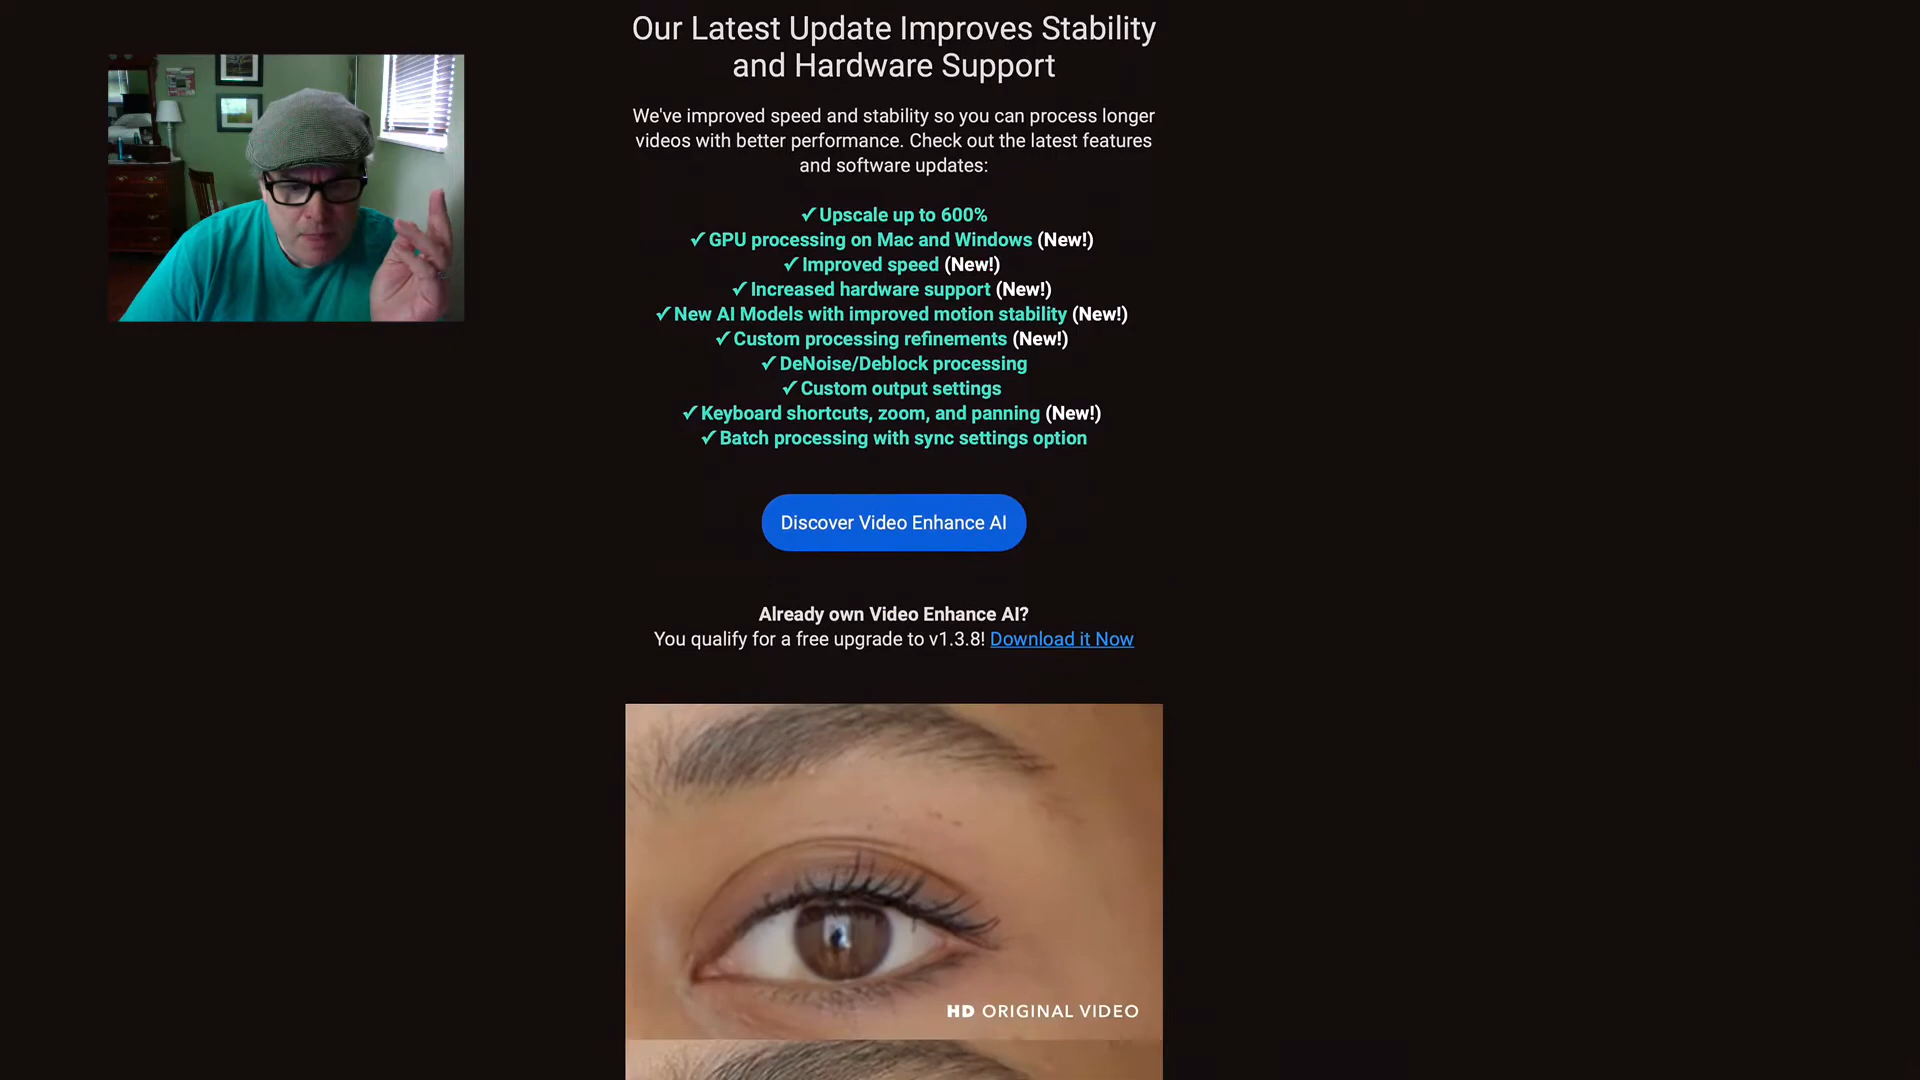 Our Latest Update Improves Stability
and Hardware Support
We've improved speed and stability so you can process longer
videos with better performance. Check out the latest features
and software updates:
✓Upscale up to 600%
✓GPU processing on Mac and Windows (New!)
✓Improved speed (New!)
✓Increased hardware support (New!)
✓New AI Models with improved motion stability (New!)
✓Custom processing refinements (New!)
✓DeNoise/Deblock processing
✓Custom output settings
✓Keyboard shortcuts, zoom, and panning (New!)
✓Batch processing with sync settings option
Discover Video Enhance AI
Already own Video Enhance AI?
You qualify for a free upgrade to v1.3.8! Download it Now
HD ORIGINAL VIDEO